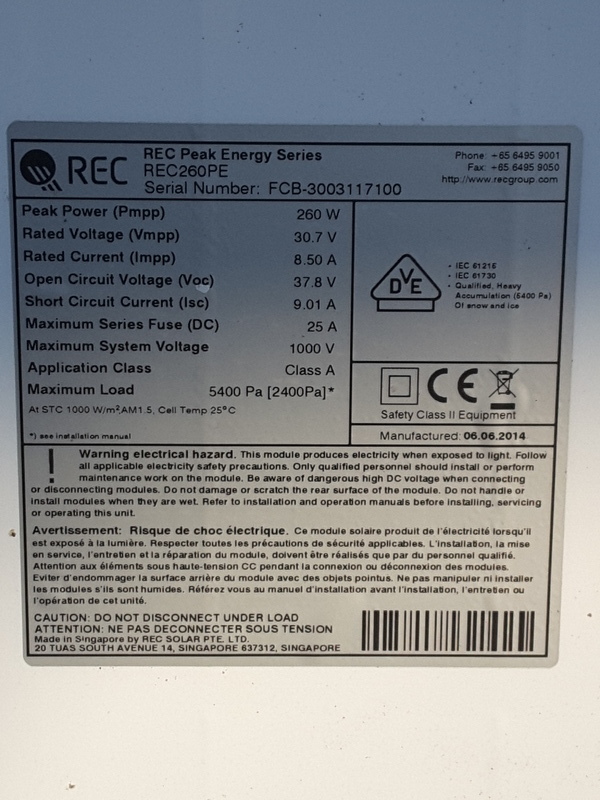 REC
REC Peak Energy Series
REC260PE
Serial Number: FCB-3003117100
Phone: +65 6495 9001
Fax: +65 6495 9050
http://www.recgroup.com
Peak Power (Pmpp) 260 W
Rated Voltage (Vmpp) 30.7 V
Rated Current (Impp) 8.50 A
Open Circuit Voltage (Voc) 37.8 V
Short Circuit Current (Isc) 9.01 A
Maximum Series Fuse (DC) 25 A
Maximum System Voltage 1000 V
Application Class Class A
Maximum Load 5400 Pa [2400Pa]*
At STC 1000 W/m², AM1.5, Cell Temp 25°C
*) see installation manual
DVE
• IEC 61215
• IEC 61730
• Qualified, Heavy
Accumulation (5400 Pa)
Of snow and ice
CE
Safety Class II Equipment
Manufactured: 06.06.2014
! Warning electrical hazard. This module produces electricity when exposed to light. Follow
all applicable electricity safety precautions. Only qualified personnel should install or perform
maintenance work on the module. Be aware of dangerous high DC voltage when connecting
or disconnecting modules. Do not damage or scratch the rear surface of the module. Do not handle or
install modules when they are wet. Refer to installation and operation manuals before installing, servicing
or operating this unit.
Avertissement: Risque de choc électrique. Ce module solaire produit de l'électricité lorsqu'il
est exposé à la lumière. Respecter toutes les précautions de sécurité applicables. L'installation, la mise
en service, l'entretien et la réparation du module, doivent être réalisés que par du personnel qualifié.
Attention aux éléments sous haute-tension CC pendant la connexion ou déconnexion des modules.
Eviter d'endommager la surface arrière du module avec des objets pointus. Ne pas manipuler ni installer
les modules s'ils sont humides. Référez vous au manuel d'installation avant l'installation, l'entretien ou
l'opération de cet unité.
CAUTION: DO NOT DISCONNECT UNDER LOAD
ATTENTION: NE PAS DECONNECTER SOUS TENSION
Made in Singapore by REC SOLAR PTE. LTD.
20 TUAS SOUTH AVENUE 14, SINGAPORE 637312, SINGAPORE